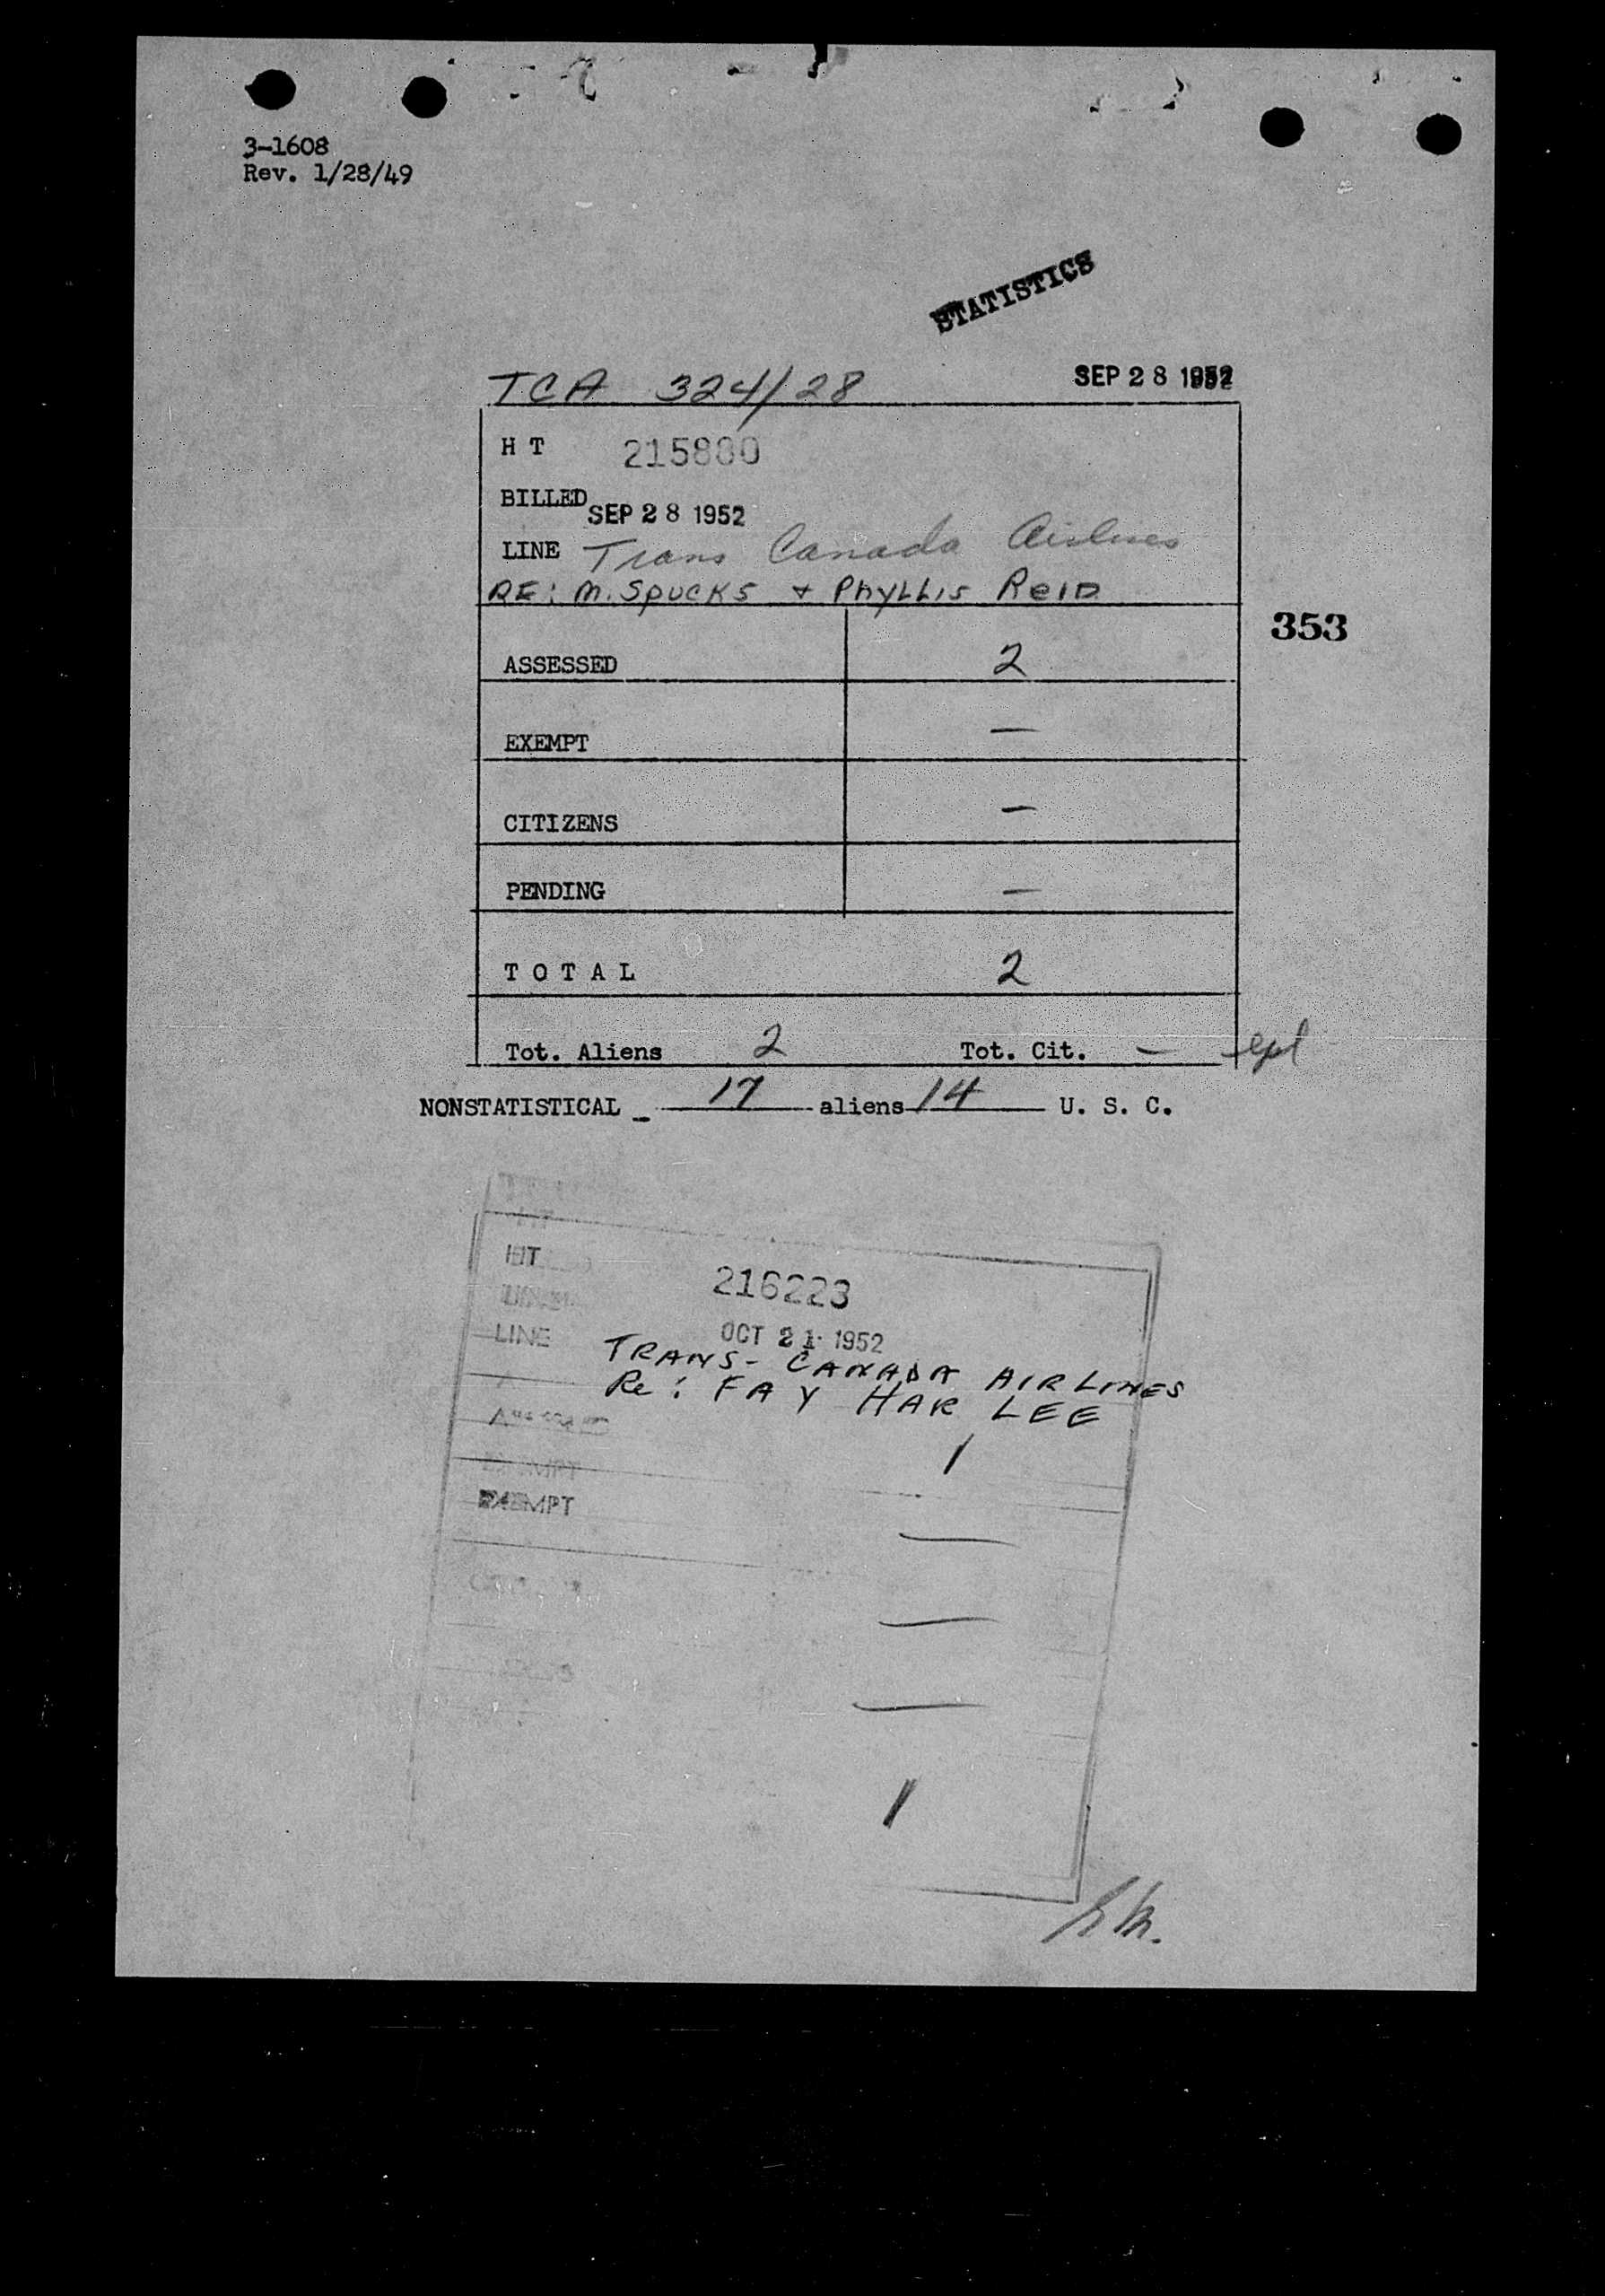 3-1608
Rev. 1/28/49
STATISTICS
TCA 324/28 SEP 28 1952
H T 215880
BILLED SEP 28 1952
LINE Trans Canada Airlines
RE: M. SPUCKS + PHYLLIS REID
353
ASSESSED 2
EXEMPT —
CITIZENS —
PENDING —
T O T A L 2
Tot. Aliens 2 Tot. Cit. —
NONSTATISTICAL 17 aliens 14 U. S. C.
HT
216223
LINE OCT 21 1952
TRANS-CANADA AIRLINES
Re: FAY HAR LEE
1
EXEMPT
—
—
—
1